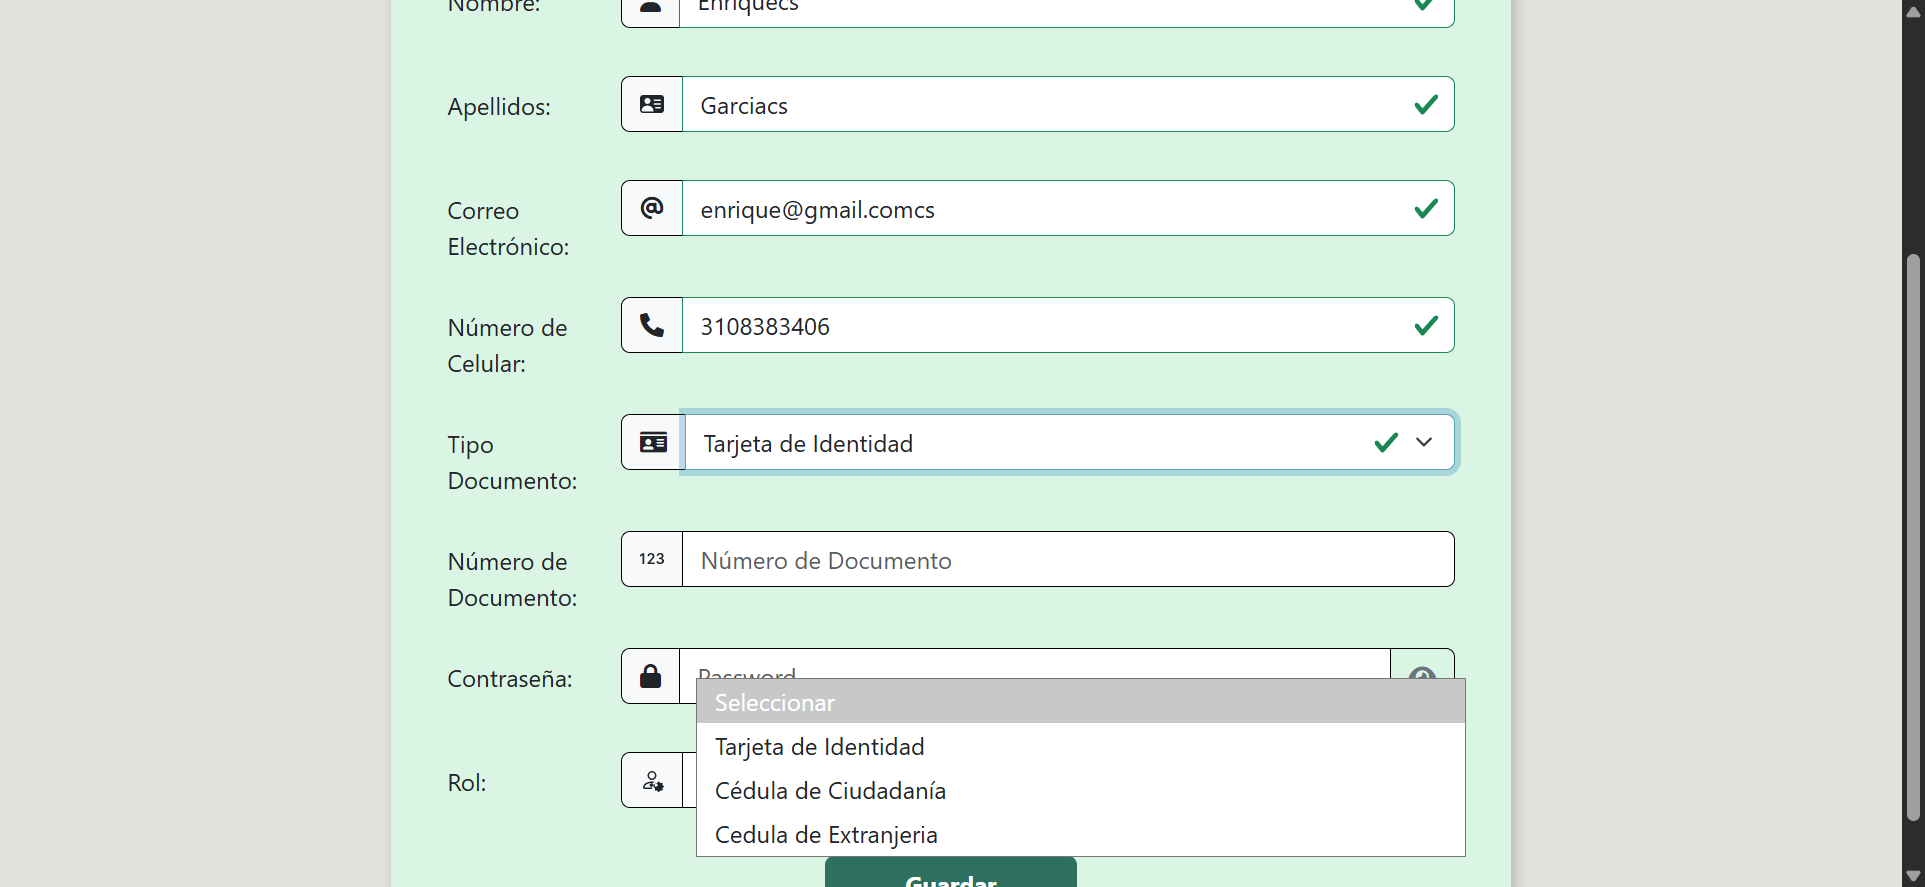 Nombre:
Enriquecs
Apellidos:
Garciacs
Correo
Electrónico:
@
enrique@gmail.comcs
Número de
Celular:
3108383406
Tipo
Documento:
Tarjeta de Identidad
Número de
Documento:
123
Número de Documento
Contraseña:
Password
Seleccionar
Tarjeta de Identidad
Cédula de Ciudadanía
Cedula de Extranjeria
Rol:
Guardar